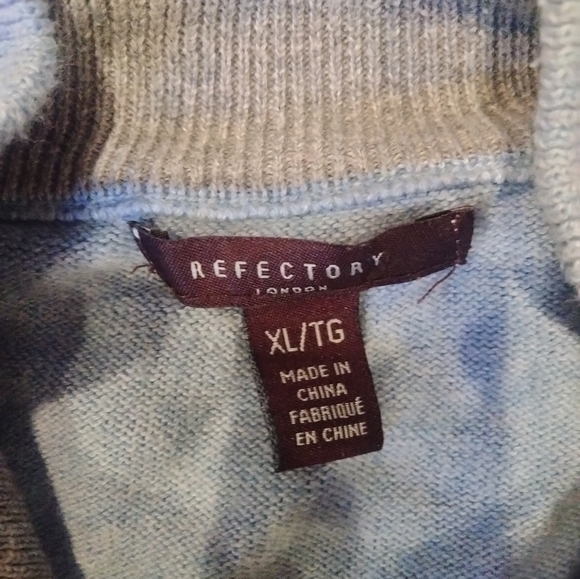 REFECTORY
LONDON
XL/TG
MADE IN
CHINA
FABRIQUÉ
EN CHINE